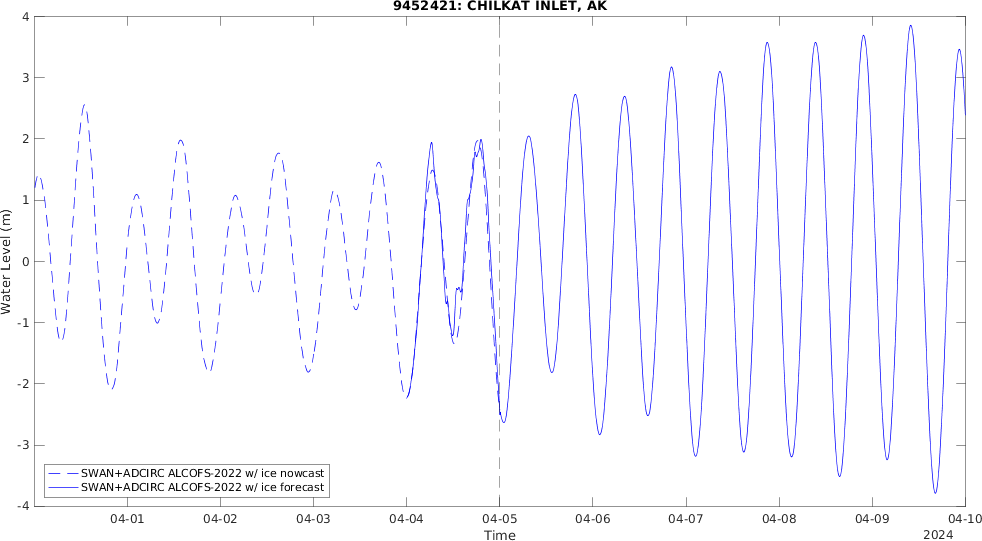 9452421: CHILKAT INLET, AK
4
3
2
1
0
-1
-2
-3
-4
Water Level (m)
SWAN+ADCIRC ALCOFS-2022 w/ ice nowcast
SWAN+ADCIRC ALCOFS-2022 w/ ice forecast
04-01 04-02 04-03 04-04 04-05 04-06 04-07 04-08 04-09 04-10
Time
2024